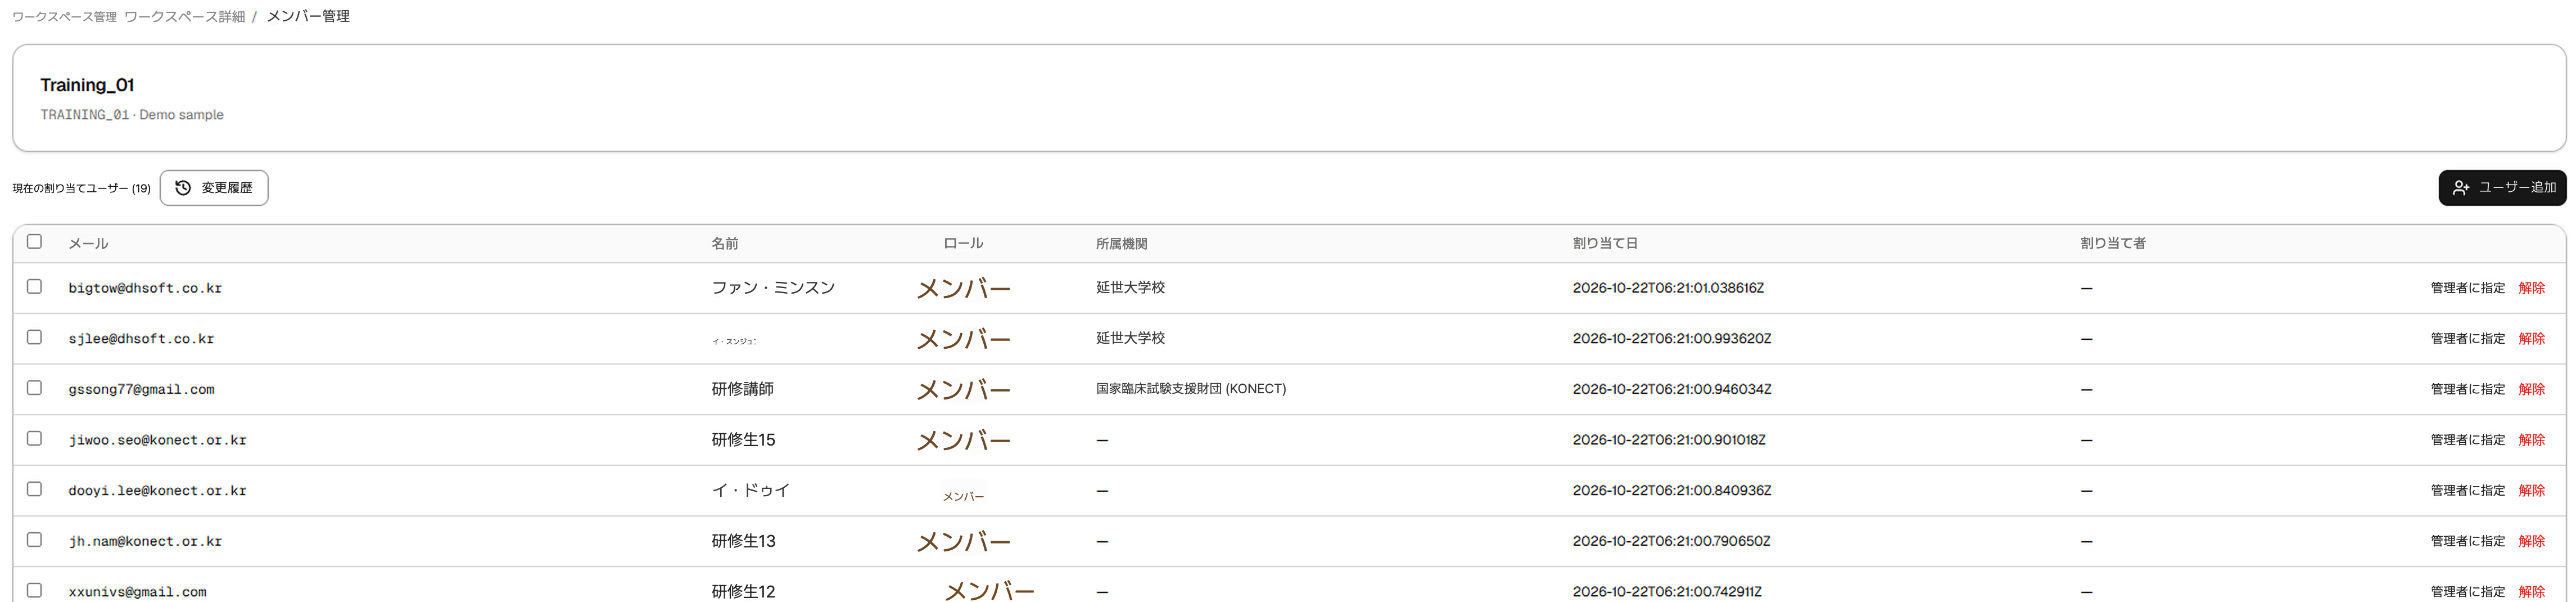 ワークスペース管理 ワークスペース詳細 / メンバー管理
Training_01
TRAINING_01 · Demo sample
現在の割り当てユーザー (19) 変更履歴 ユーザー追加
メール 名前 ロール 所属機関 割り当て日 割り当て者
bigtow@dhsoft.co.kr ファン・ミンスン メンバー 延世大学校 2026-10-22T06:21:01.038616Z — 管理者に指定 解除
sjlee@dhsoft.co.kr イ・スンジュ: メンバー 延世大学校 2026-10-22T06:21:00.993620Z — 管理者に指定 解除
gssong77@gmail.com 研修講師 メンバー 国家臨床試験支援財団 (KONECT) 2026-10-22T06:21:00.946034Z — 管理者に指定 解除
jiwoo.seo@konect.or.kr 研修生15 メンバー — 2026-10-22T06:21:00.901018Z — 管理者に指定 解除
dooyi.lee@konect.or.kr イ・ドゥイ メンバー — 2026-10-22T06:21:00.840936Z — 管理者に指定 解除
jh.nam@konect.or.kr 研修生13 メンバー — 2026-10-22T06:21:00.790650Z — 管理者に指定 解除
xxunivs@gmail.com 研修生12 メンバー — 2026-10-22T06:21:00.742911Z — 管理者に指定 解除